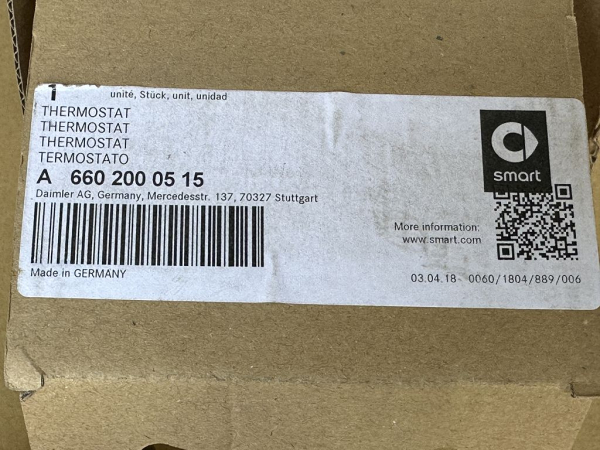 1 unité, Stück, unit, unidad
THERMOSTAT
THERMOSTAT
THERMOSTAT
TERMOSTATO
A 660 200 05 15
Daimler AG, Germany, Mercedesstr. 137, 70327 Stuttgart
Made in GERMANY
smart
More information:
www.smart.com
03.04.18 0060/1804/889/006